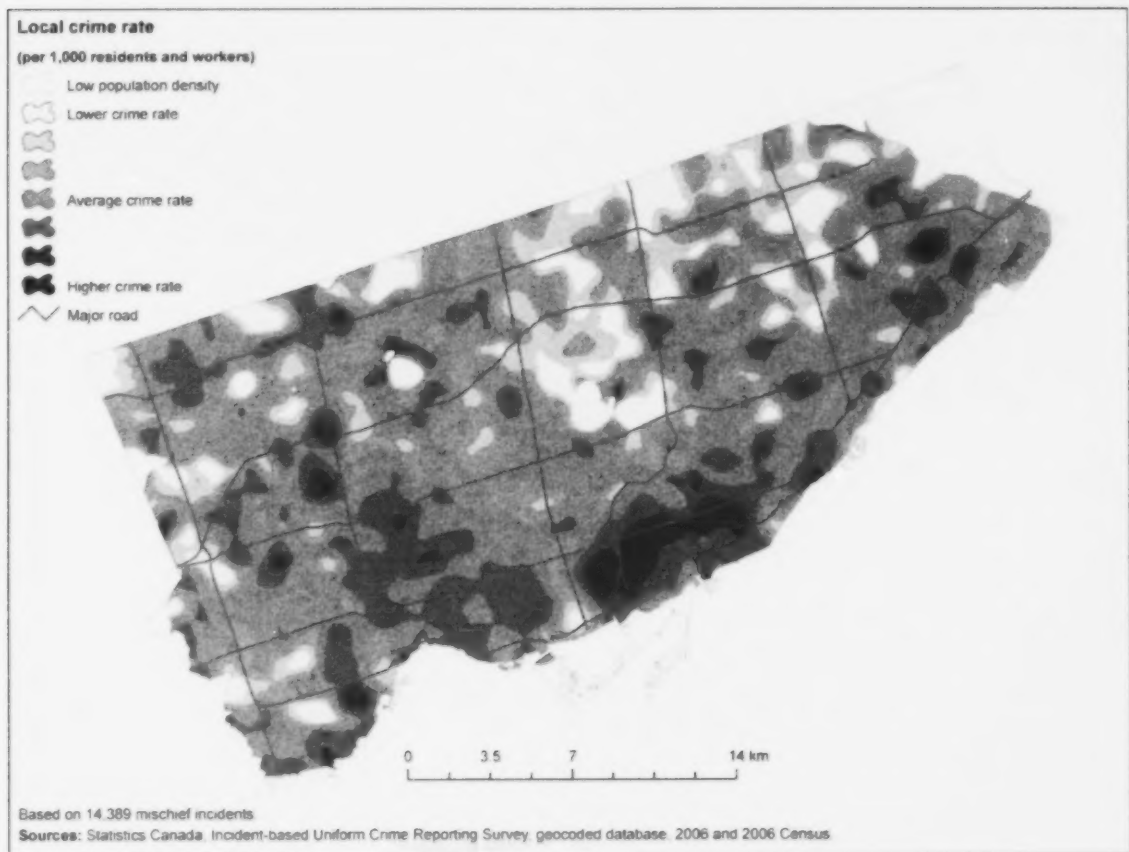 Local crime rate
(per 1,000 residents and workers)
Low population density
Lower crime rate
Average crime rate
Higher crime rate
Major road
0 3.5 7 14 km
Based on 14,389 mischief incidents.
Sources: Statistics Canada, Incident-based Uniform Crime Reporting Survey, geocoded database, 2006 and 2006 Census.